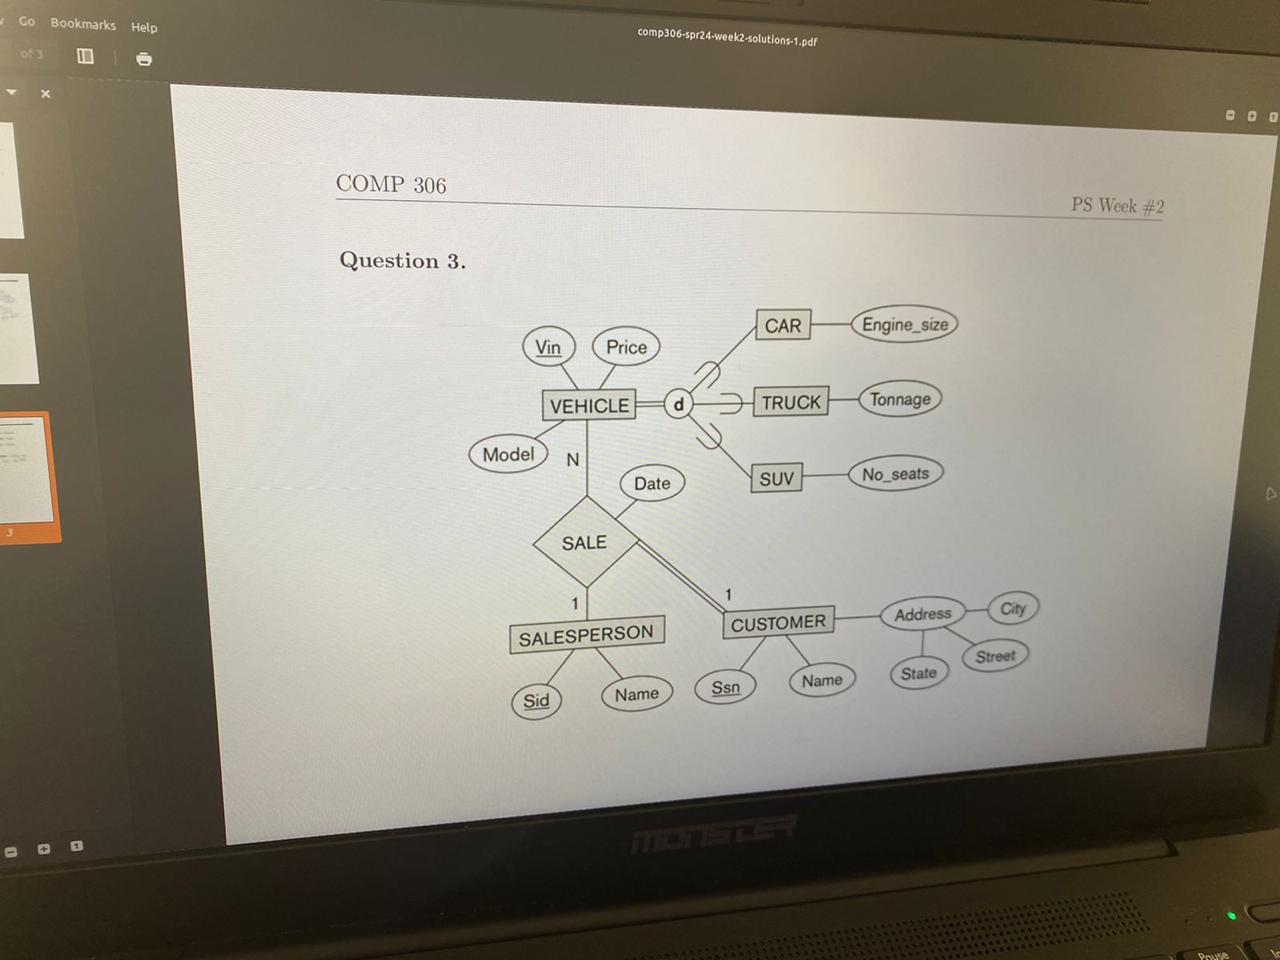 Go Bookmarks Help
comp306-spr24-week2-solutions-1.pdf
of 3
COMP 306
PS Week #2
Question 3.
CAR
Engine_size
Vin
Price
VEHICLE
d
TRUCK
Tonnage
Model
N
Date
SUV
No_seats
SALE
1
1
SALESPERSON
CUSTOMER
Address
City
Street
State
Sid
Name
Ssn
Name
3
1
MONSTER
Pause